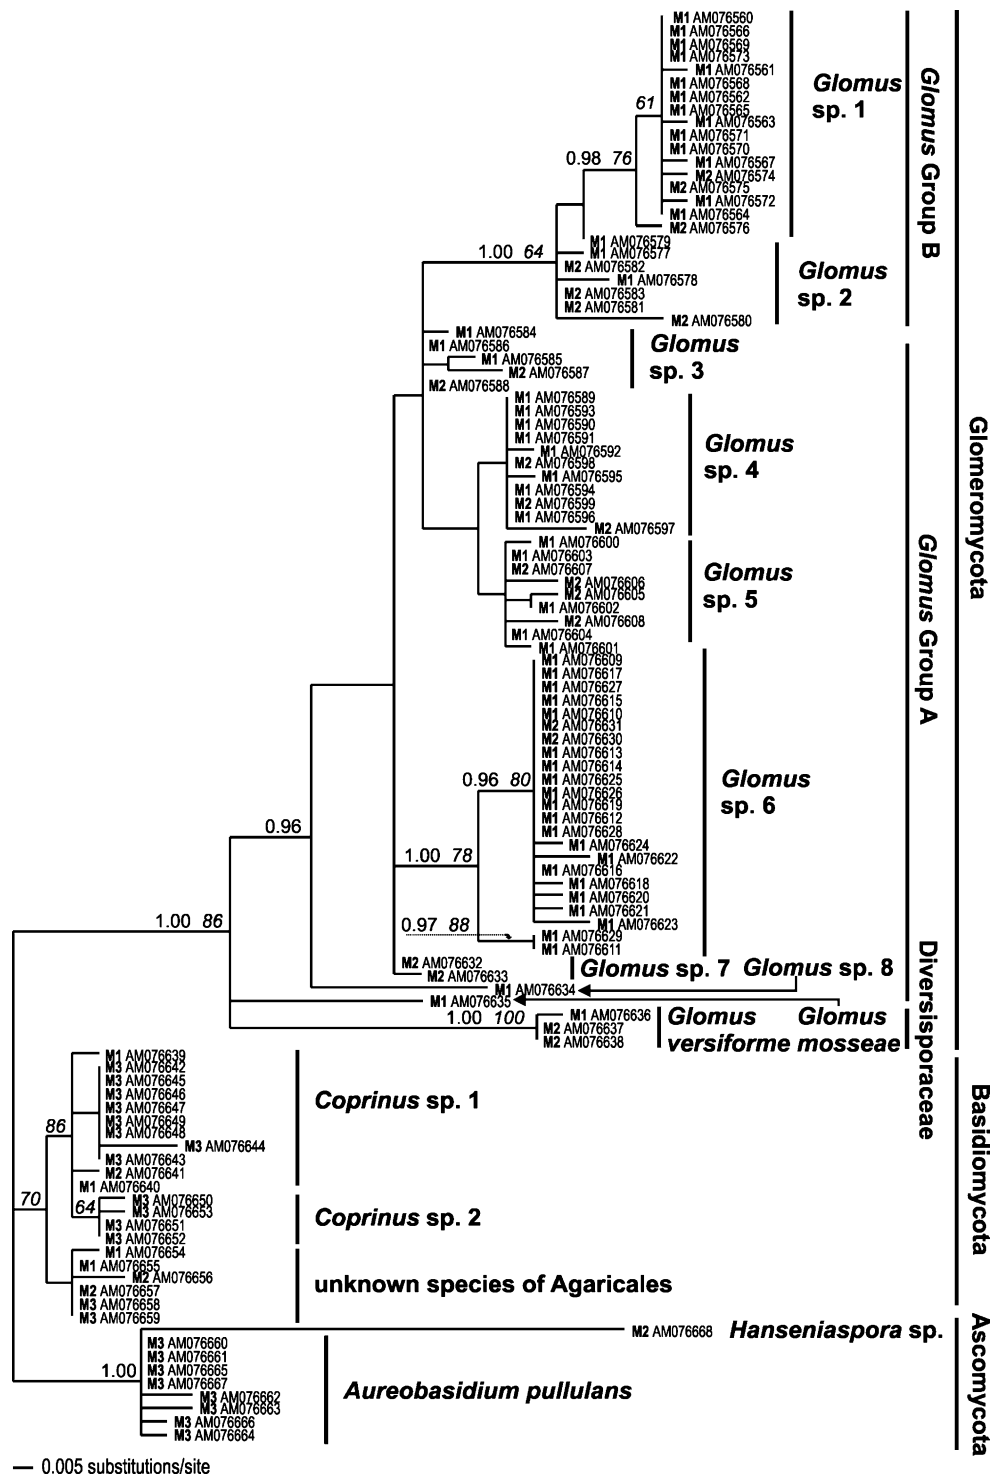 M1 AM076560
M1 AM076566
M1 AM076569
M1 AM076573
M1 AM076561
M1 AM076568
M1 AM076562
M1 AM076565
M1 AM076563
M1 AM076571
M1 AM076570
M1 AM076567
M2 AM076574
M2 AM076575
M1 AM076572
M1 AM076564
M2 AM076576
61
0.98 76
Glomus
sp. 1
M1 AM076579
M1 AM076577
M2 AM076582
M1 AM076578
M2 AM076583
M2 AM076581
M2 AM076580
1.00 64
Glomus
sp. 2
Glomus Group B
M1 AM076584
M1 AM076586
M1 AM076585
M2 AM076587
M2 AM076588
Glomus
sp. 3
M1 AM076589
M1 AM076593
M1 AM076590
M1 AM076591
M1 AM076592
M2 AM076598
M1 AM076595
M1 AM076594
M2 AM076599
M1 AM076596
M2 AM076597
Glomus
sp. 4
M1 AM076600
M1 AM076603
M2 AM076607
M2 AM076606
M2 AM076605
M1 AM076602
M2 AM076608
M1 AM076604
M1 AM076601
Glomus
sp. 5
M1 AM076609
M1 AM076617
M1 AM076627
M1 AM076615
M1 AM076610
M2 AM076631
M2 AM076630
M1 AM076613
M1 AM076614
M1 AM076625
M1 AM076626
M1 AM076619
M1 AM076612
M1 AM076628
M1 AM076624
M1 AM076622
M1 AM076616
M1 AM076618
M1 AM076620
M1 AM076621
M1 AM076623
M1 AM076629
M1 AM076611
0.96 80
1.00 78
0.97 88
Glomus
sp. 6
M2 AM076632
M2 AM076633
Glomus sp. 7
Glomus sp. 8
M1 AM076634
M1 AM076635
0.96
1.00 86
Glomus Group A
Glomeromycota
1.00 100
M1 AM076636
M2 AM076637
M2 AM076638
Glomus
versiforme
Glomus
mosseae
Diversisporaceae
M1 AM076639
M3 AM076642
M3 AM076645
M3 AM076646
M3 AM076647
M3 AM076649
M3 AM076648
M3 AM076644
M3 AM076643
M2 AM076641
M1 AM076640
86
Coprinus sp. 1
70
64
M3 AM076650
M3 AM076653
M3 AM076651
M3 AM076652
Coprinus sp. 2
M1 AM076654
M1 AM076655
M2 AM076656
M2 AM076657
M3 AM076658
M3 AM076659
unknown species of Agaricales
Basidiomycota
M2 AM076668
Hanseniaspora sp.
M3 AM076660
M3 AM076661
M3 AM076665
M3 AM076667
M3 AM076662
M3 AM076663
M3 AM076666
M3 AM076664
1.00
Aureobasidium pullulans
Ascomycota
0.005 substitutions/site